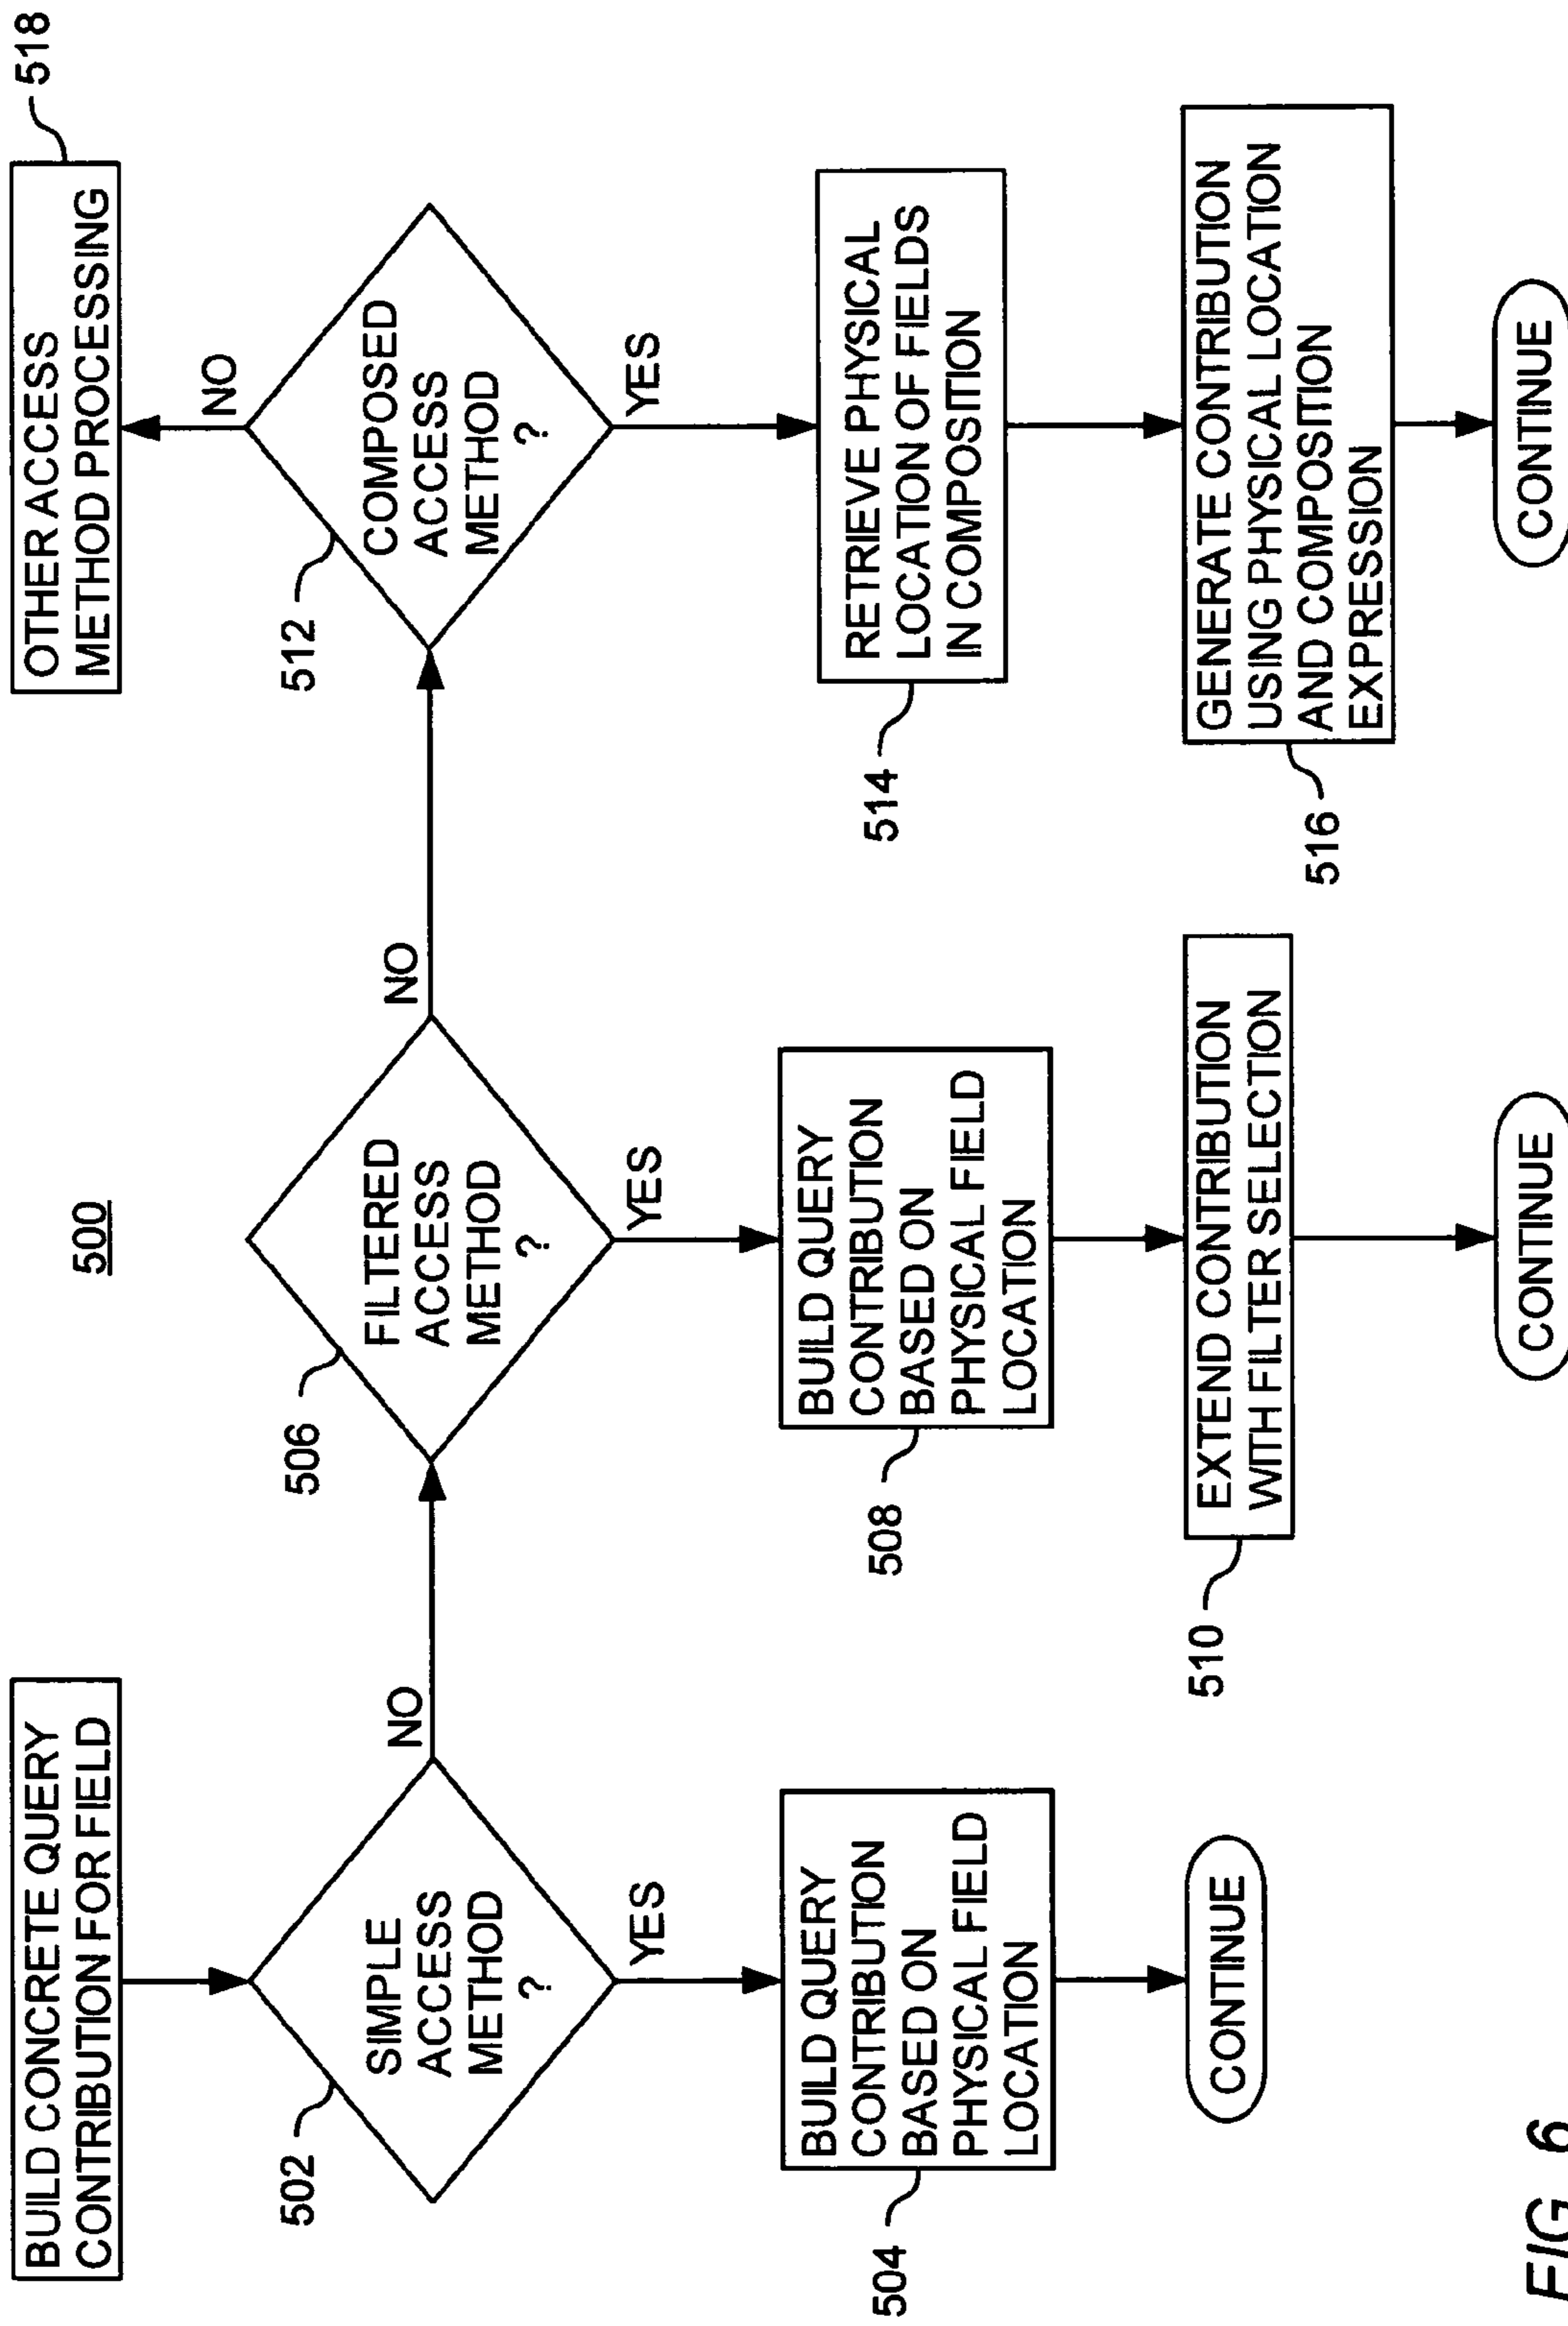 500
BUILD CONCRETE QUERY
CONTRIBUTION FOR FIELD
502
SIMPLE
ACCESS
METHOD
?
NO
YES
504
BUILD QUERY
CONTRIBUTION
BASED ON
PHYSICAL FIELD
LOCATION
CONTINUE
506
FILTERED
ACCESS
METHOD
?
NO
YES
508
BUILD QUERY
CONTRIBUTION
BASED ON
PHYSICAL FIELD
LOCATION
510
EXTEND CONTRIBUTION
WITH FILTER SELECTION
CONTINUE
512
COMPOSED
ACCESS
METHOD
?
NO
YES
518
OTHER ACCESS
METHOD PROCESSING
514
RETRIEVE PHYSICAL
LOCATION OF FIELDS
IN COMPOSITION
516
GENERATE CONTRIBUTION
USING PHYSICAL LOCATION
AND COMPOSITION
EXPRESSION
CONTINUE
FIG. 6